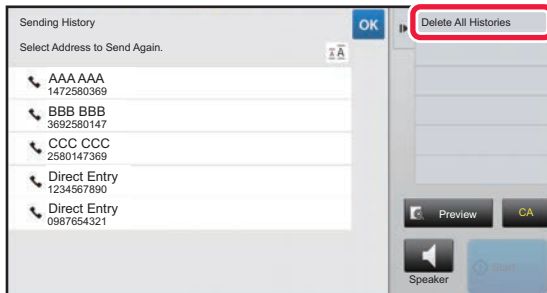 Sending History
OK
Delete All Histories
Select Address to Send Again.
AAA AAA
1472580369
BBB BBB
3692580147
CCC CCC
2580147369
Direct Entry
1234567890
Direct Entry
0987654321
Preview
CA
Speaker
Start